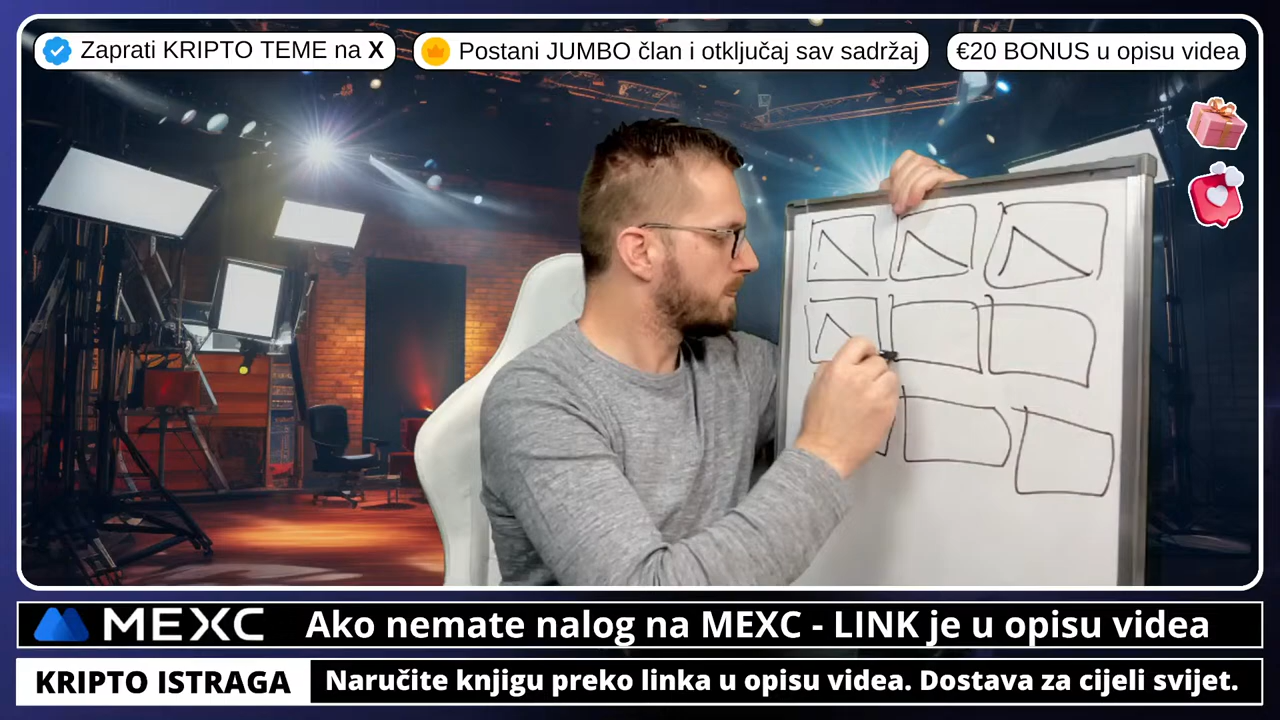 Zaprati KRIPTO TEME na X
Postani JUMBO član i otključaj sav sadržaj
€20 BONUS u opisu videa
MEXC
Ako nemate nalog na MEXC - LINK je u opisu videa
KRIPTO ISTRAGA
Naručite knjigu preko linka u opisu videa. Dostava za cijeli svijet.